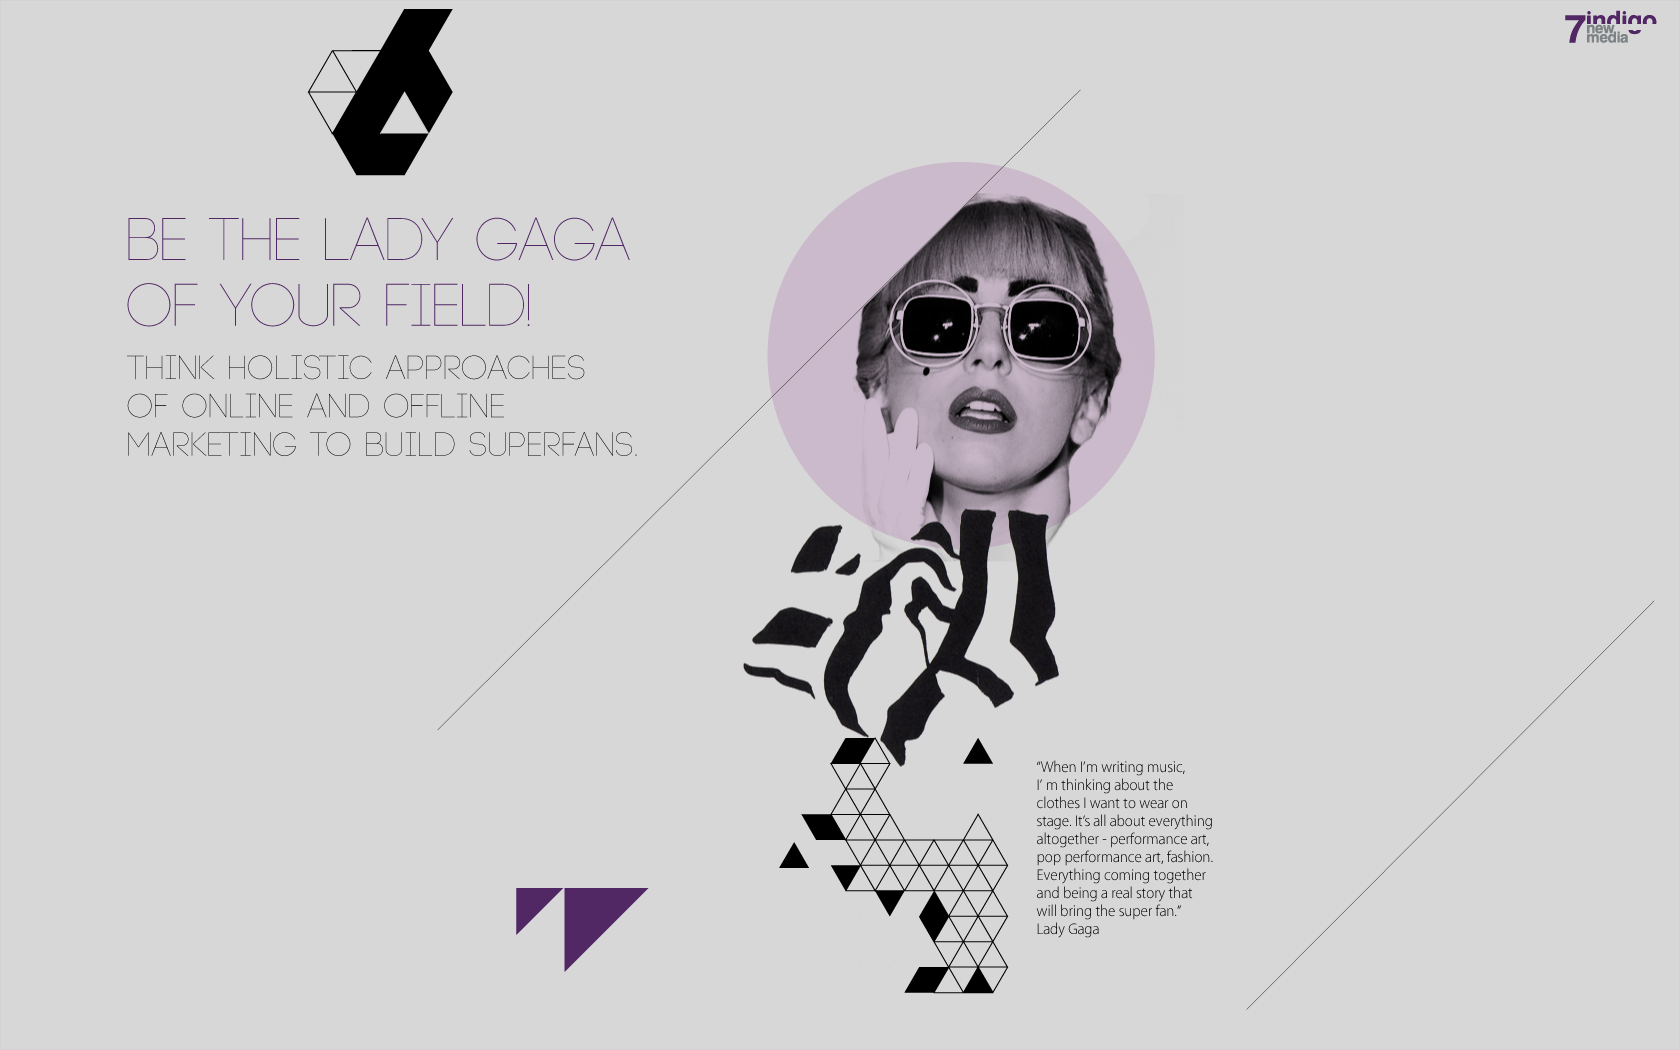 6
7indigo
new
media
BE THE LADY GAGA
OF YOUR FIELD!
THINK HOLISTIC APPROACHES
OF ONLINE AND OFFLINE
MARKETING TO BUILD SUPERFANS.
“When I’m writing music,
I’ m thinking about the
clothes I want to wear on
stage. It’s all about everything
altogether - performance art,
pop performance art, fashion.
Everything coming together
and being a real story that
will bring the super fan.”
Lady Gaga